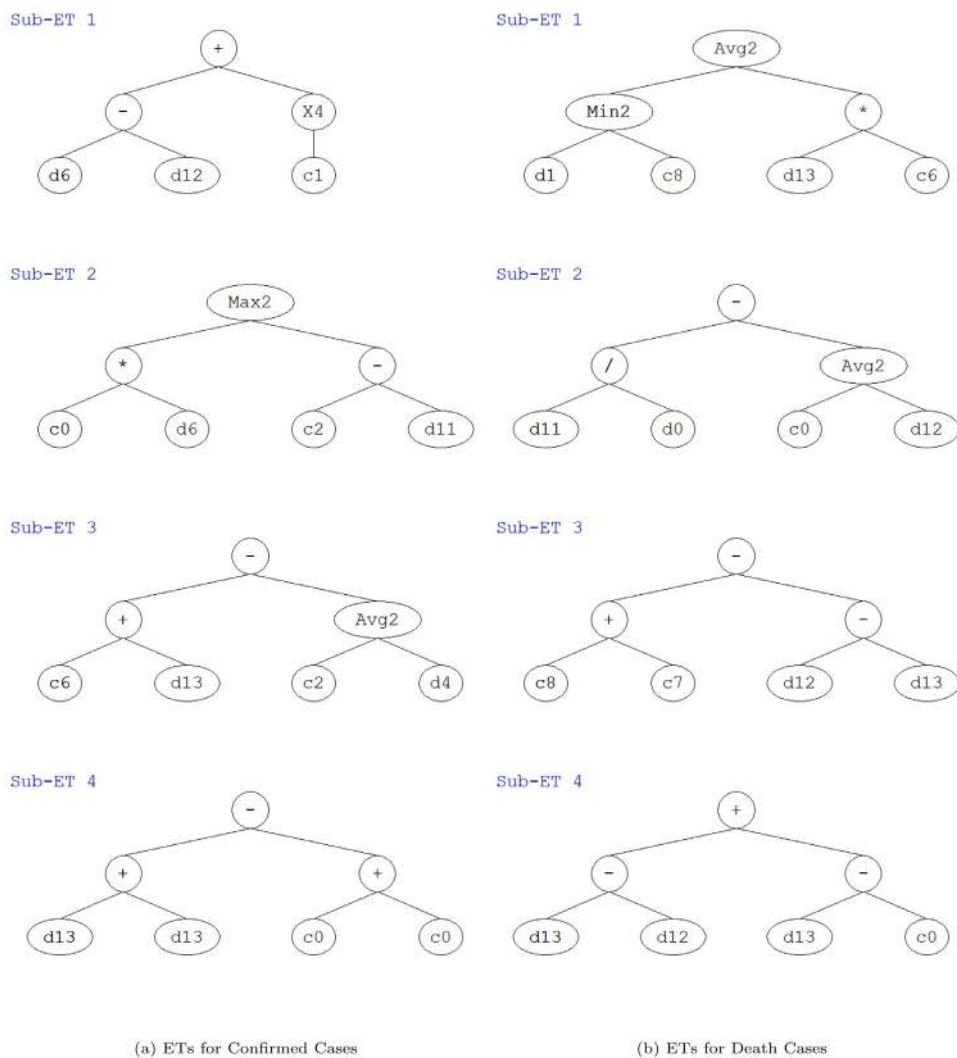 Sub-ET 1
+
- X4
d6 d12 c1
Sub-ET 2
Max2
* -
c0 d6 c2 d11
Sub-ET 3
-
+ Avg2
c6 d13 c2 d4
Sub-ET 4
-
+ +
d13 d13 c0 c0
(a) ETs for Confirmed Cases
Sub-ET 1
Avg2
Min2 *
d1 c8 d13 c6
Sub-ET 2
-
/ Avg2
d11 d0 c0 d12
Sub-ET 3
-
+ -
c8 c7 d12 d13
Sub-ET 4
+
- -
d13 d12 d13 c0
(b) ETs for Death Cases